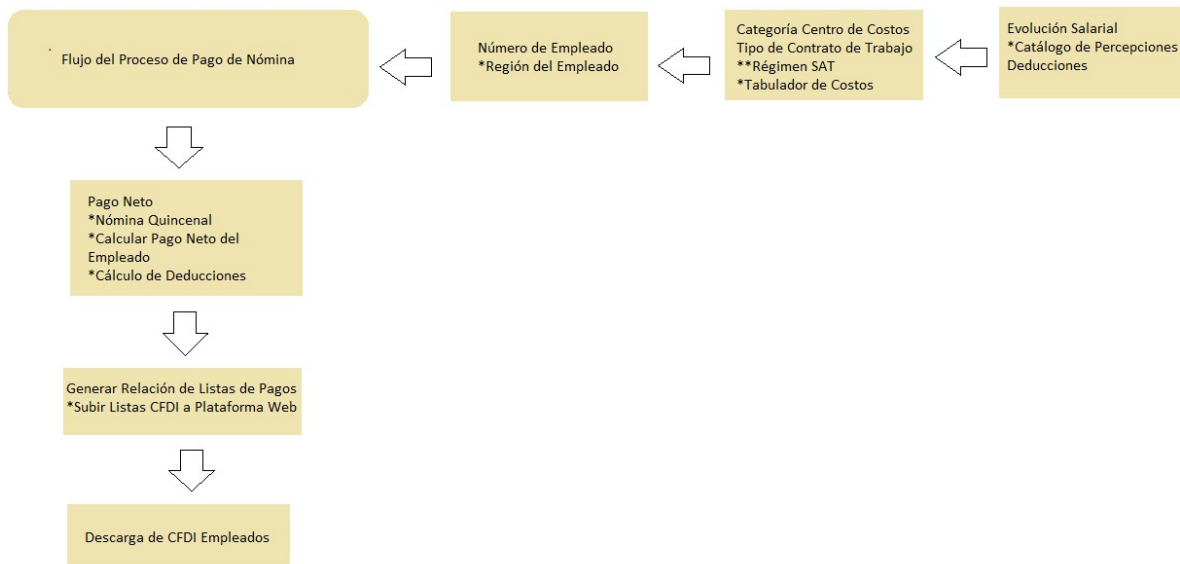 Flujo del Proceso de Pago de Nómina
Número de Empleado
*Región del Empleado
Categoría Centro de Costos
Tipo de Contrato de Trabajo
**Régimen SAT
*Tabulador de Costos
Evolución Salarial
*Catálogo de Percepciones
Deducciones
Pago Neto
*Nómina Quincenal
*Calcular Pago Neto del
Empleado
*Cálculo de Deducciones
Generar Relación de Listas de Pagos
*Subir Listas CFDI a Plataforma Web
Descarga de CFDI Empleados